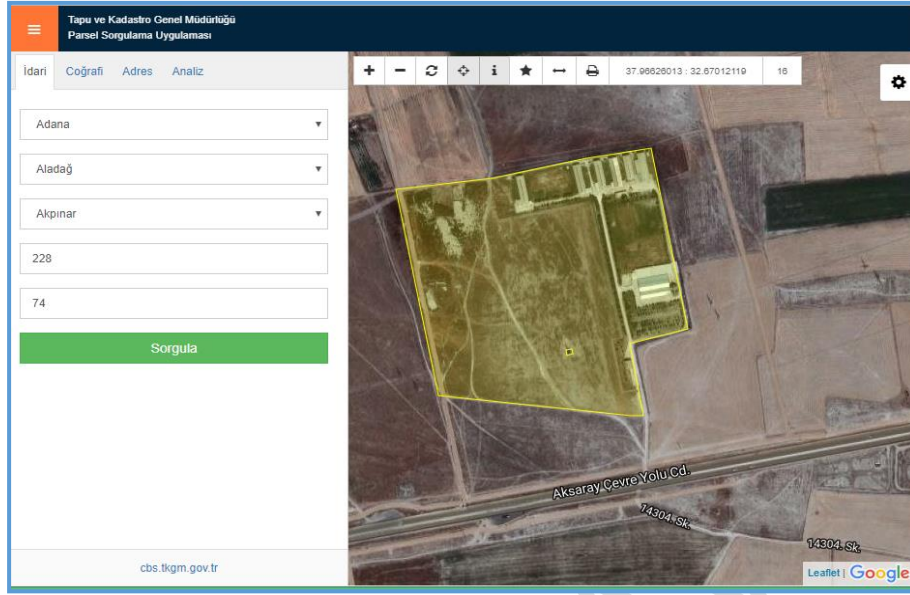 Tapu ve Kadastro Genel Müdürlüğü
Parsel Sorgulama Uygulaması
İdari Coğrafi Adres Analiz
37.96626013 : 32.67012119 16
Adana
Aladağ
Akpınar
228
74
Sorgula
Aksaray Çevre Yolu Cd.
14304. Sk.
14304. Sk.
cbs.tkgm.gov.tr
Leaflet | Google